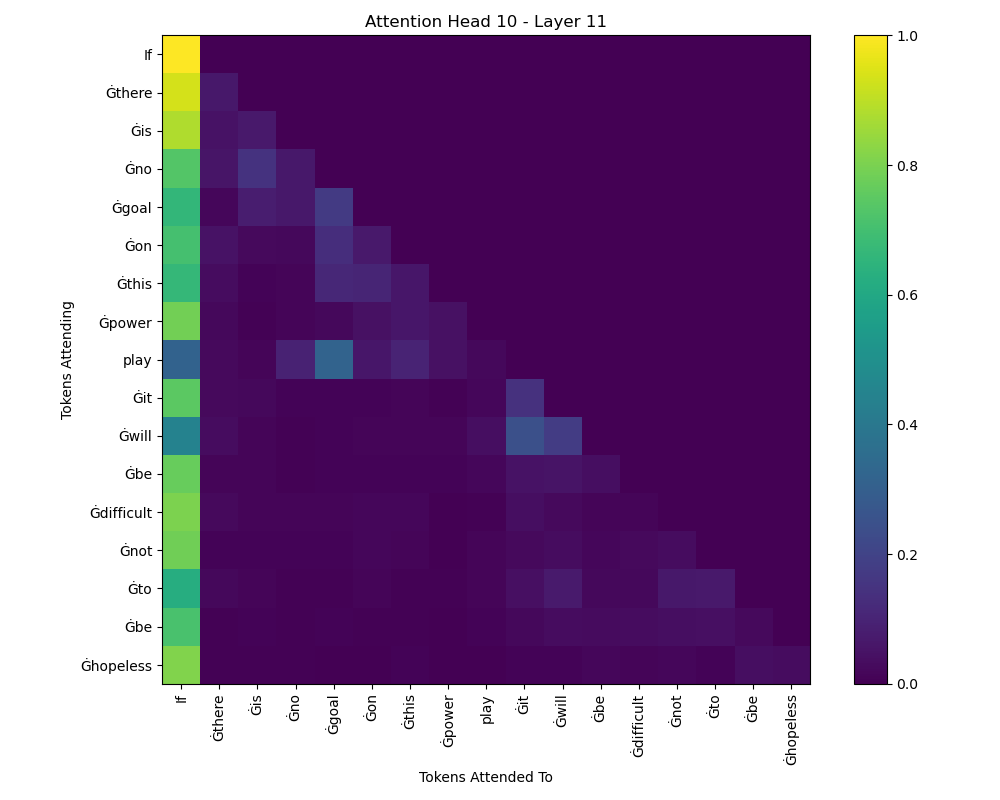 Attention Head 10 - Layer 11
If
Ġthere
Ġis
Ġno
Ġgoal
Ġon
Ġthis
Ġpower
play
Ġit
Ġwill
Ġbe
Ġdifficult
Ġnot
Ġto
Ġbe
Ġhopeless
Tokens Attending
If
Ġthere
Ġis
Ġno
Ġgoal
Ġon
Ġthis
Ġpower
play
Ġit
Ġwill
Ġbe
Ġdifficult
Ġnot
Ġto
Ġbe
Ġhopeless
Tokens Attended To
1.0
0.8
0.6
0.4
0.2
0.0